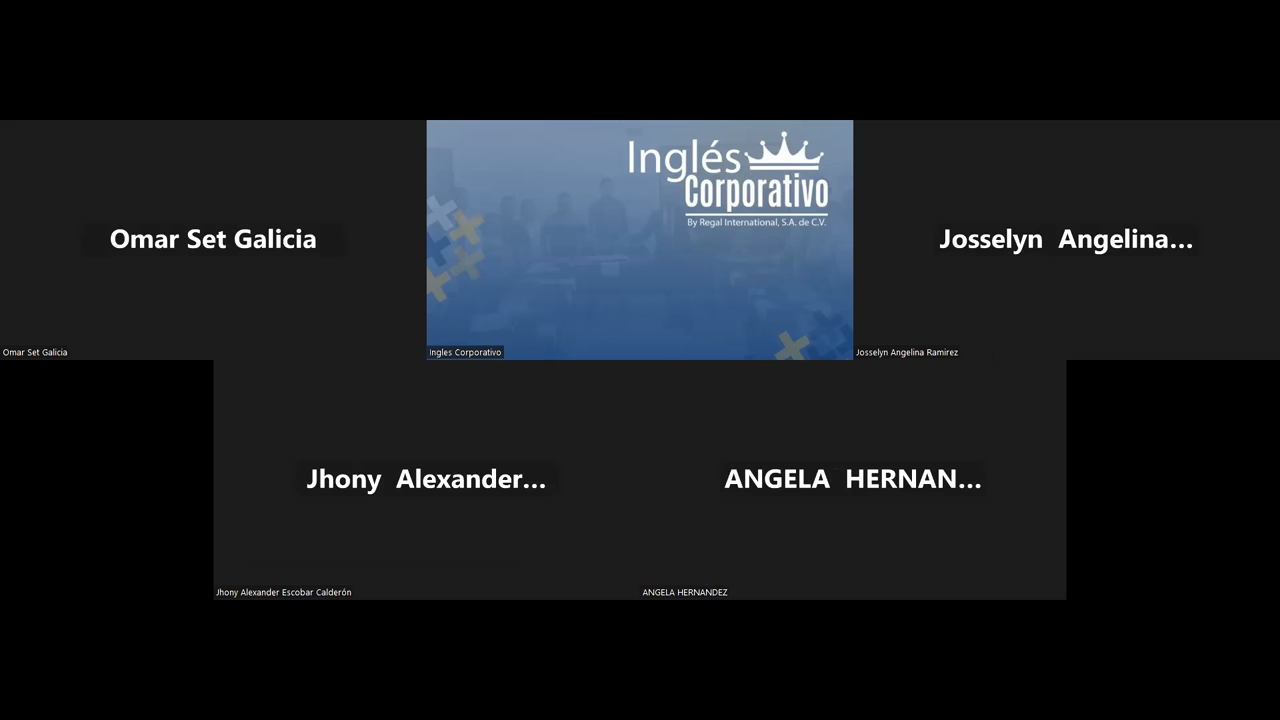 Omar Set Galicia
Omar Set Galicia
Inglés
Corporativo
By Regal International, S.A. de C.V.
Ingles Corporativo
Josselyn Angelina...
Josselyn Angelina Ramirez
Jhony Alexander...
Jhony Alexander Escobar Calderón
ANGELA HERNAN...
ANGELA HERNANDEZ